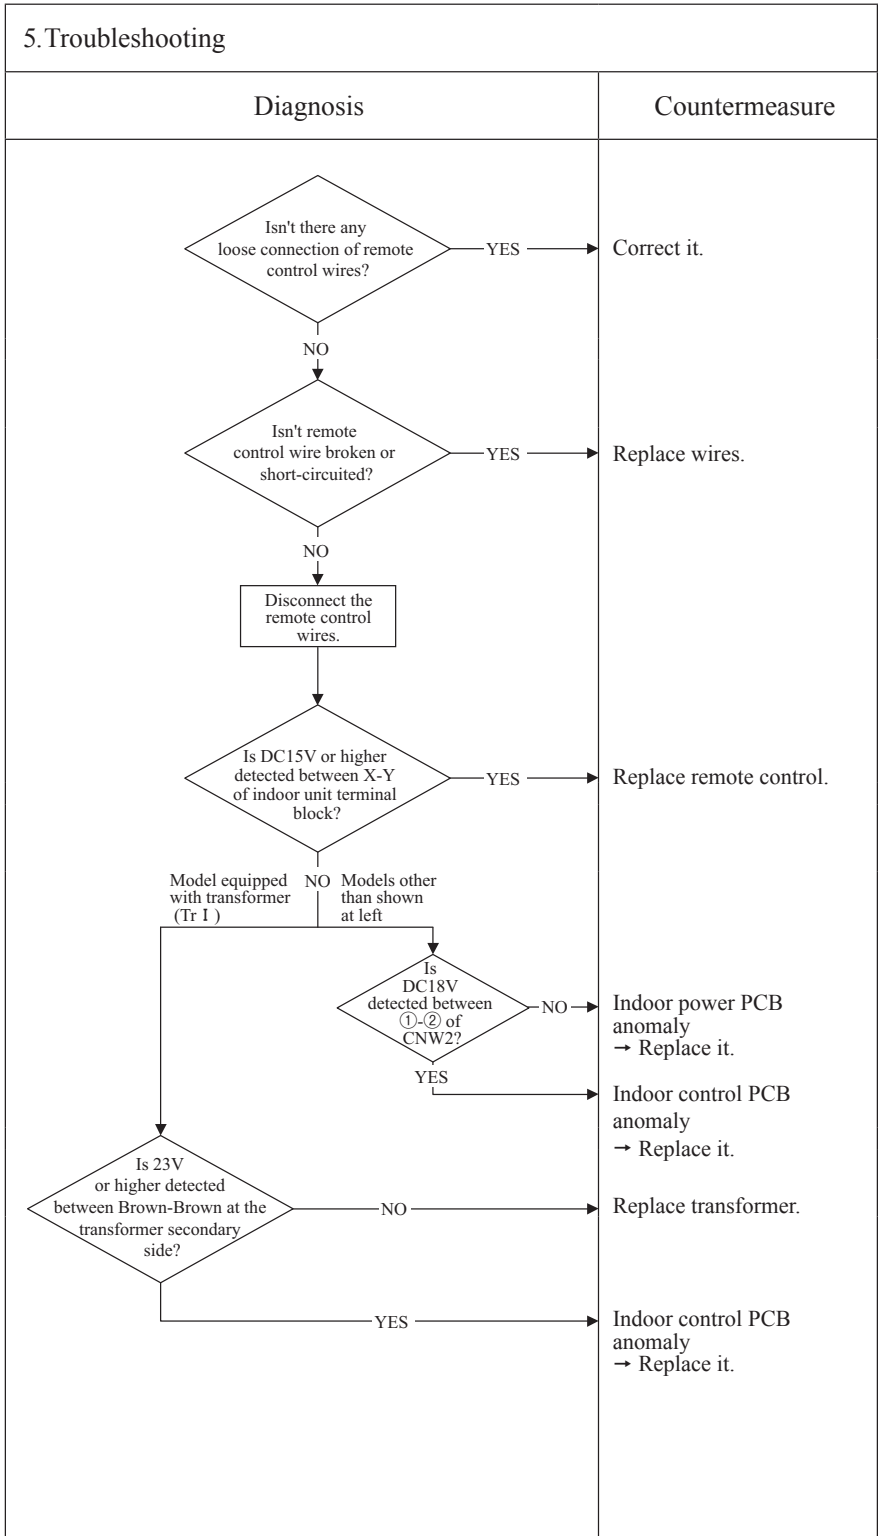 5.Troubleshooting
Diagnosis
Countermeasure
Isn't there any
loose connection of remote
control wires?
YES
Correct it.
NO
Isn't remote
control wire broken or
short-circuited?
YES
Replace wires.
NO
Disconnect the
remote control
wires.
Is DC15V or higher
detected between X-Y
of indoor unit terminal
block?
YES
Replace remote control.
Model equipped
with transformer
(Tr I )
NO
Models other
than shown
at left
Is
DC18V
detected between
①-② of
CNW2?
NO
Indoor power PCB
anomaly
→ Replace it.
YES
Indoor control PCB
anomaly
→ Replace it.
Is 23V
or higher detected
between Brown-Brown at the
transformer secondary
side?
NO
Replace transformer.
YES
Indoor control PCB
anomaly
→ Replace it.